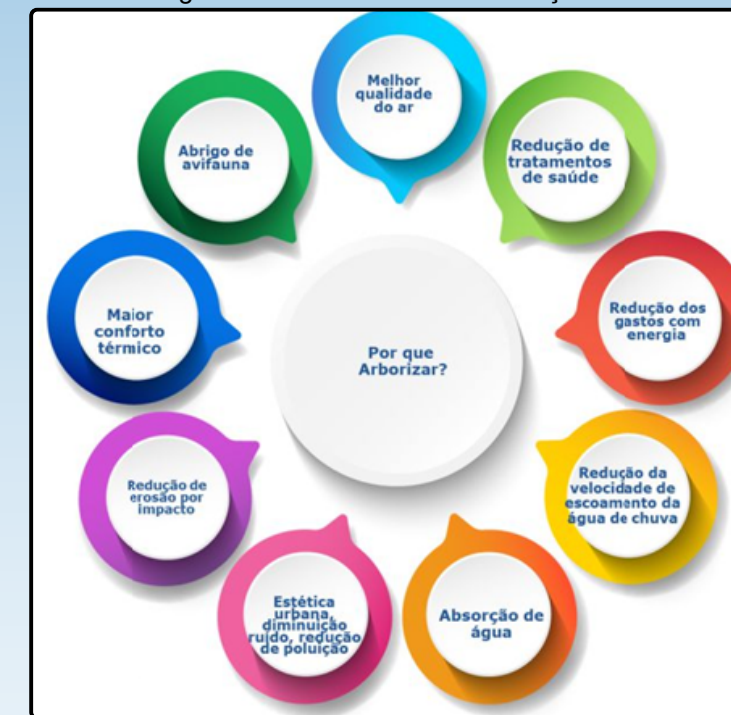 Melhor
qualidade
do ar
Redução de
tratamentos
de saúde
Redução dos
gastos com
energia
Redução da
velocidade de
escoamento da
água de chuva
Absorção de
água
Estética
urbana,
diminuição
ruído, redução
de poluição
Redução de
erosão por
impacto
Maior
conforto
térmico
Abrigo de
avifauna
Por que
Arborizar?